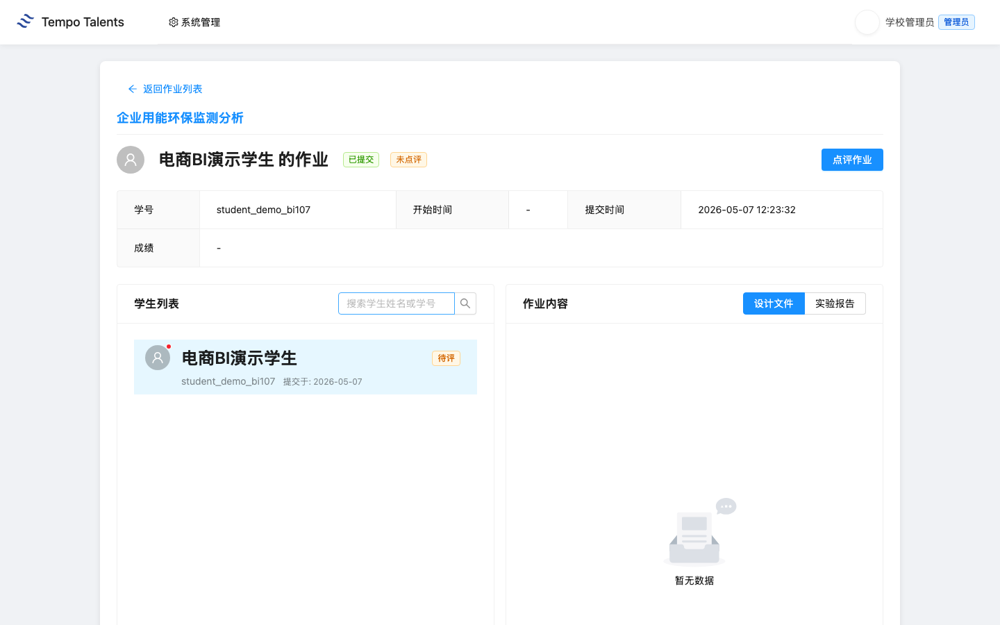 Tempo Talents
系统管理
学校管理员 管理员
返回作业列表
企业用能环保监测分析
电商BI演示学生 的作业 已提交 未点评 点评作业
学号 student_demo_bi107 开始时间 - 提交时间 2026-05-07 12:23:32
成绩 -
学生列表 搜索学生姓名或学号
电商BI演示学生 待评
student_demo_bi107 提交于: 2026-05-07
作业内容 设计文件 实验报告
暂无数据